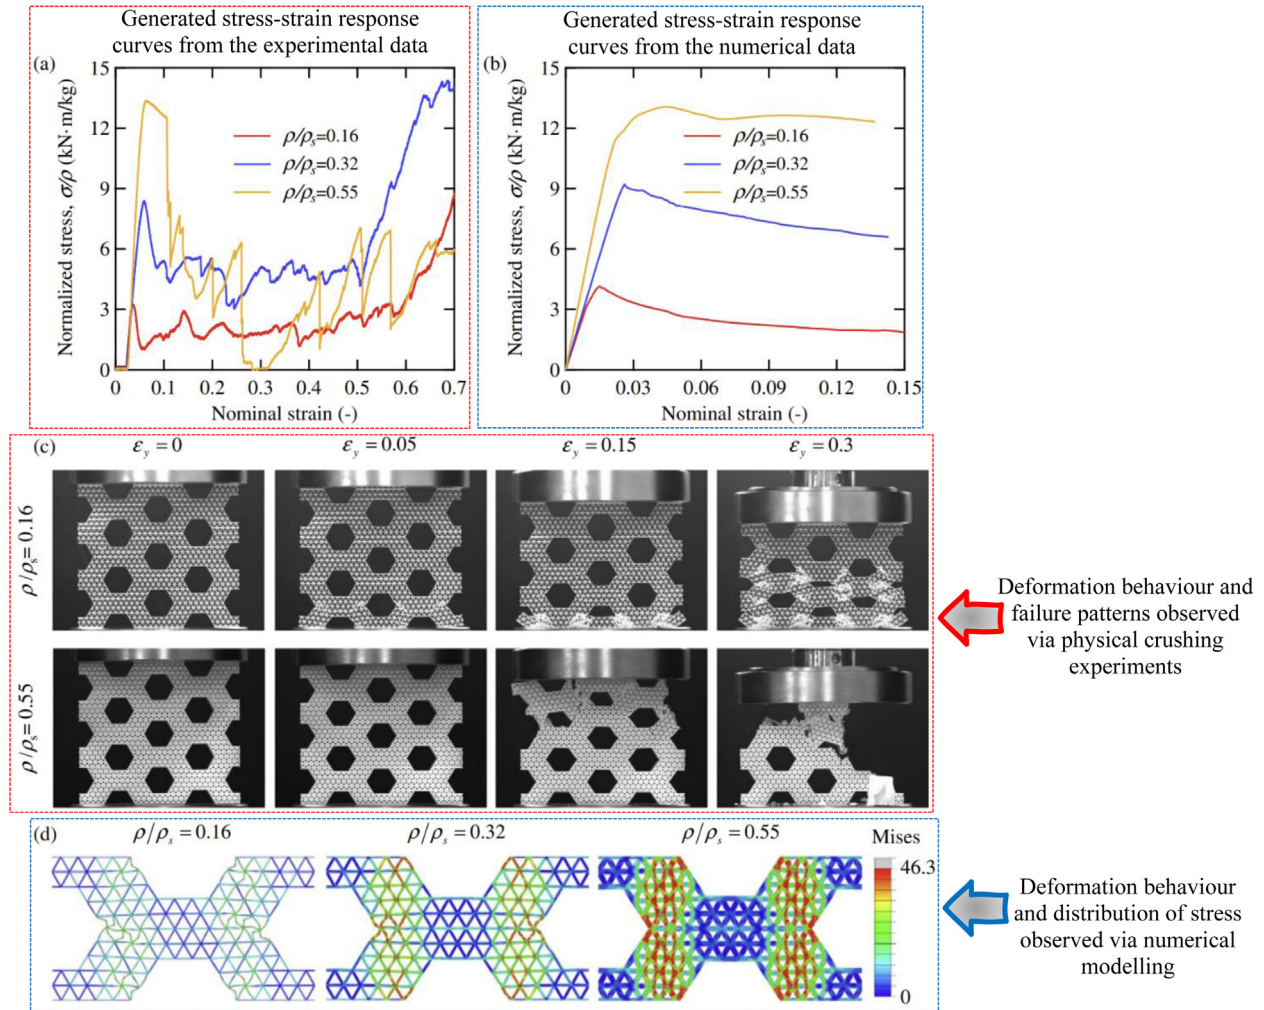 Generated stress-strain response
curves from the experimental data
Generated stress-strain response
curves from the numerical data
(a)
15
12
9
6
3
0
Normalized stress, σ/ρ (kN·m/kg)
ρ/ρₛ=0.16
ρ/ρₛ=0.32
ρ/ρₛ=0.55
0 0.1 0.2 0.3 0.4 0.5 0.6 0.7
Nominal strain (-)
(b)
15
12
9
6
3
0
Normalized stress, σ/ρ (kN·m/kg)
ρ/ρₛ=0.16
ρ/ρₛ=0.32
ρ/ρₛ=0.55
0 0.03 0.06 0.09 0.12 0.15
Nominal strain (-)
(c)
ε_y = 0 ε_y = 0.05 ε_y = 0.15 ε_y = 0.3
ρ/ρₛ= 0.16
ρ/ρₛ= 0.55
Deformation behaviour and
failure patterns observed
via physical crushing
experiments
(d)
ρ/ρₛ = 0.16 ρ/ρₛ = 0.32 ρ/ρₛ = 0.55 Mises
46.3
0
Deformation behaviour
and distribution of stress
observed via numerical
modelling